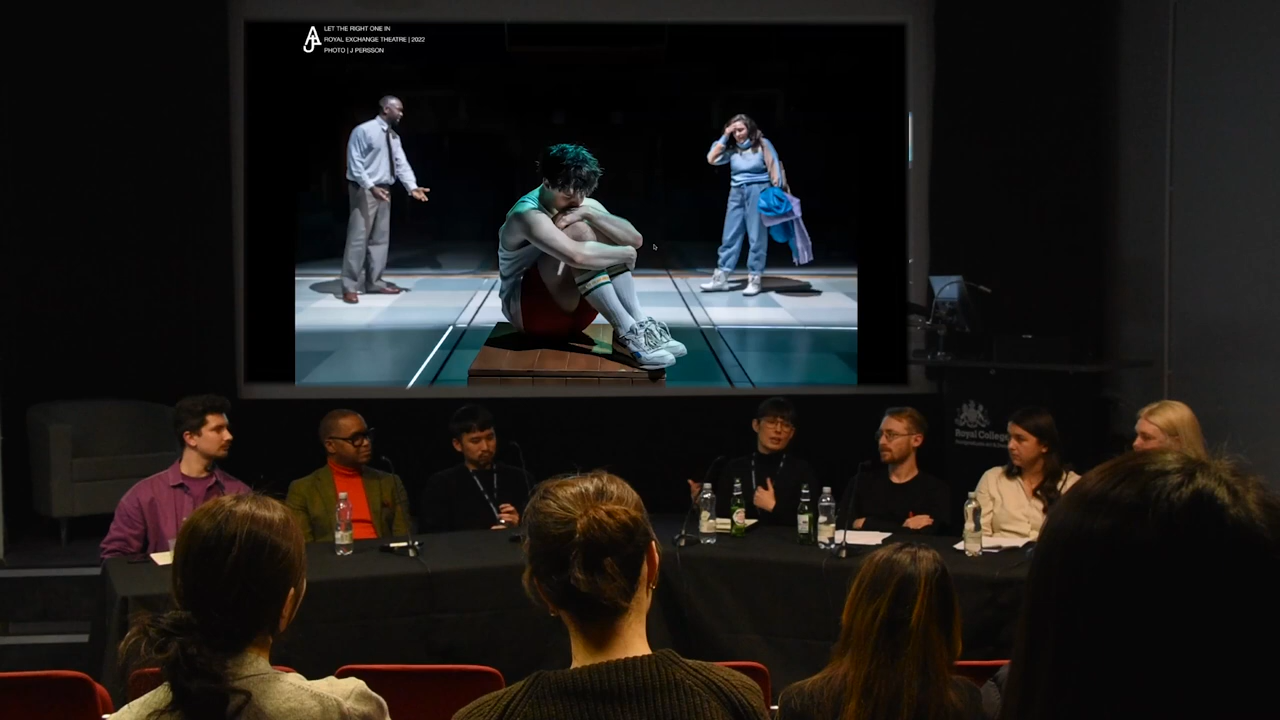 LET THE RIGHT ONE IN
ROYAL EXCHANGE THEATRE | 2022
PHOTO | J PERSSON
Royal College